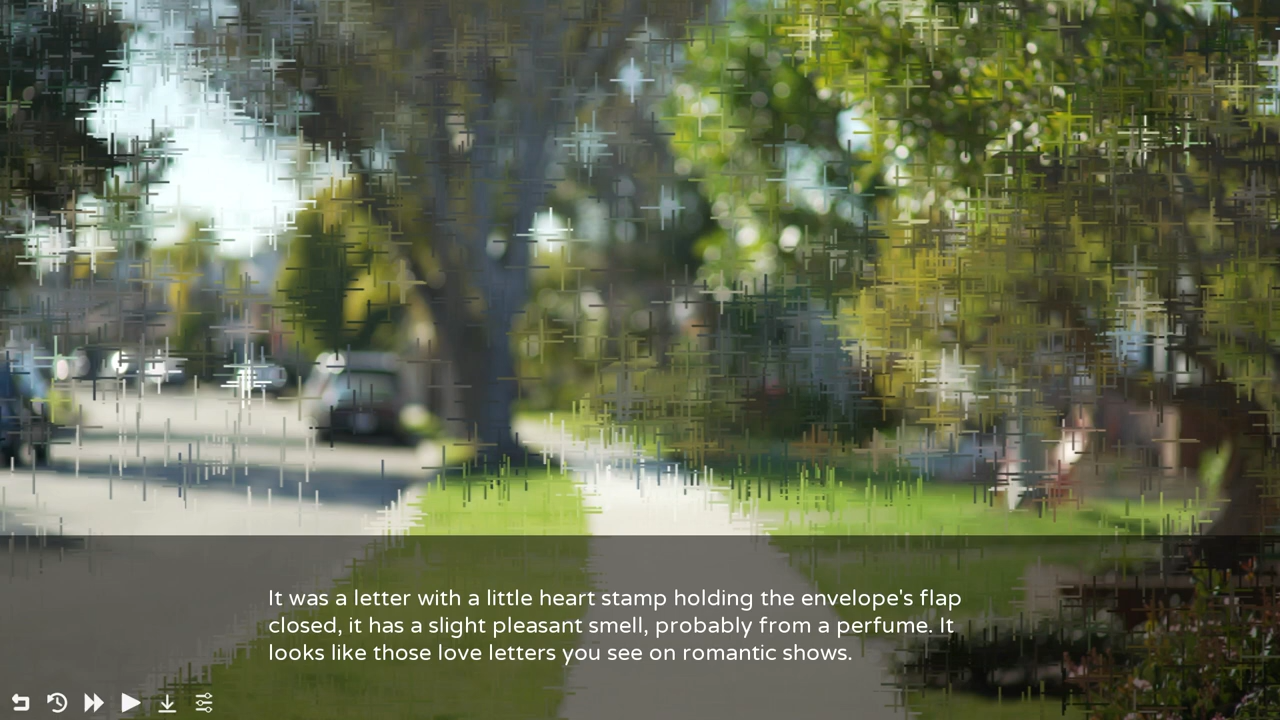 It was a letter with a little heart stamp holding the envelope's flap
closed, it has a slight pleasant smell, probably from a perfume. It
looks like those love letters you see on romantic shows.